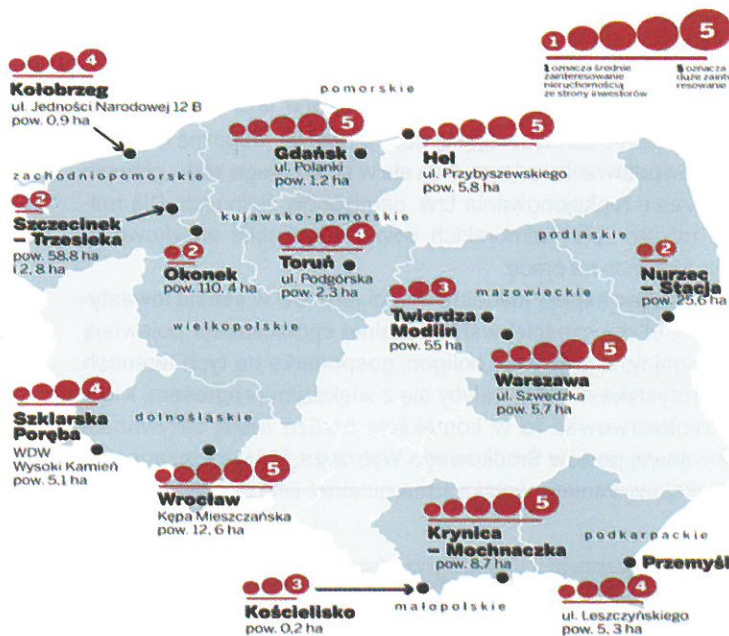 1 5
1 oznacza średnie
zainteresowanie
nieruchomością
ze strony inwestorów
5 oznacza
duże zainte-
resowanie
4
Kołobrzeg
ul. Jedności Narodowej 12 B
pow. 0,9 ha
pomorskie
5
Gdańsk
ul. Polanki
pow. 1,2 ha
5
Hel
ul. Przybyszewskiego
pow. 5,8 ha
zachodniopomorskie
2
Szczecinek
– Trzesieka
pow. 58.8 ha
i 2, 8 ha
kujawsko-pomorskie
2
Okonek
pow. 110. 4 ha
4
Toruń
ul. Podgórska
pow. 2,3 ha
podlaskie
2
Nurzec
– Stacja
pow. 25,6 ha
3
Twierdza
Modlin
pow. 55 ha
mazowieckie
wielkopolskie
5
Warszawa
ul. Szwedzka
pow. 5,7 ha
4
Szklarska
Poręba
WDW
Wysoki Kamień
pow. 5,1 ha
dolnośląskie
5
Wrocław
Kępa Mieszczańska
pow. 12, 6 ha
5
Krynica
– Mochnaczka
pow. 8,7 ha
podkarpackie
Przemyśl
4
ul. Leszczyńskiego
pow. 5, 3 ha
3
Kościelisko
pow. 0,2 ha
małopolskie